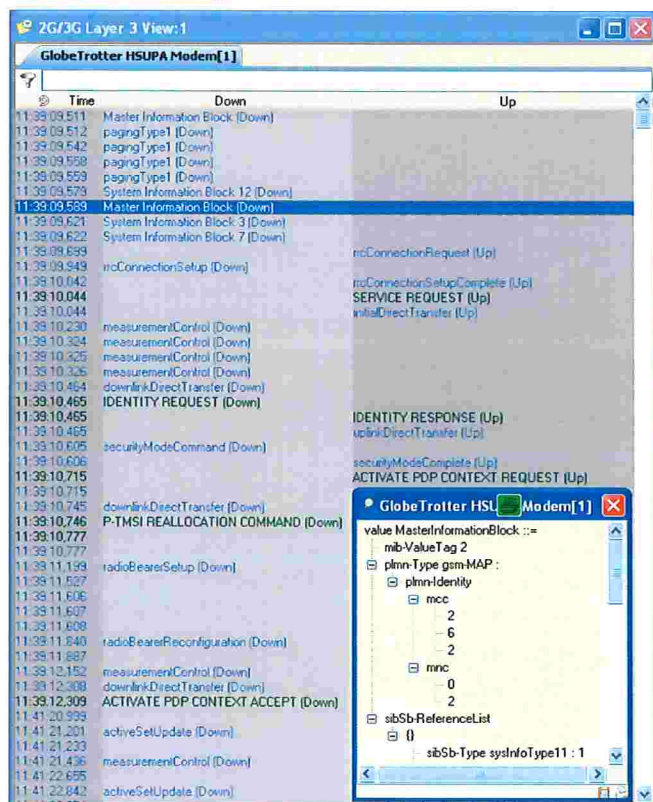 2G/3G Layer 3 View:1
GlobeTrotter HSUPA Modem[1]
Time Down Up
11:39:09,511 Master Information Block (Down)
11:39:09,512 pagingType1 (Down)
11:39:09,542 pagingType1 (Down)
11:39:09,558 pagingType1 (Down)
11:39:09,559 pagingType1 (Down)
11:39:09,579 System Information Block 12 (Down)
11:39:09,589 Master Information Block (Down)
11:39:09,621 System Information Block 3 (Down)
11:39:09,622 System Information Block 7 (Down)
11:39:09,699 rrcConnectionRequest (Up)
11:39:09,949 rrcConnectionSetup (Down)
11:39:10,042 rrcConnectionSetupComplete (Up)
11:39:10,044 SERVICE REQUEST (Up)
11:39:10,044 initialDirectTransfer (Up)
11:39:10,230 measurementControl (Down)
11:39:10,324 measurementControl (Down)
11:39:10,325 measurementControl (Down)
11:39:10,326 measurementControl (Down)
11:39:10,464 downlinkDirectTransfer (Down)
11:39:10,465 IDENTITY REQUEST (Down)
11:39:10,465 IDENTITY RESPONSE (Up)
11:39:10,465 uplinkDirectTransfer (Up)
11:39:10,605 securityModeCommand (Down)
11:39:10,606 securityModeComplete (Up)
11:39:10,715 ACTIVATE PDP CONTEXT REQUEST (Up)
11:39:10,715
11:39:10,745 downlinkDirectTransfer (Down)
11:39:10,746 P-TMSI REALLOCATION COMMAND (Down)
11:39:10,777
11:39:10,777
11:39:11,199 radioBearerSetup (Down)
11:39:11,527
11:39:11,606
11:39:11,607
11:39:11,608
11:39:11,840 radioBearerReconfiguration (Down)
11:39:11,887
11:39:12,152 measurementControl (Down)
11:39:12,308 downlinkDirectTransfer (Down)
11:39:12,309 ACTIVATE PDP CONTEXT ACCEPT (Down)
11:41:20,999
11:41:21,201 activeSetUpdate (Down)
11:41:21,233
11:41:21,436 measurementControl (Down)
11:41:22,655
11:41:22,842 activeSetUpdate (Down)
GlobeTrotter HSU Modem[1]
value MasterInformationBlock ::=
mib-ValueTag 2
plmn-Type gsm-MAP :
plmn-Identity
mcc
2
6
2
mnc
0
2
sibSb-ReferenceList
{}
sibSb-Type sysInfoType11 : 1